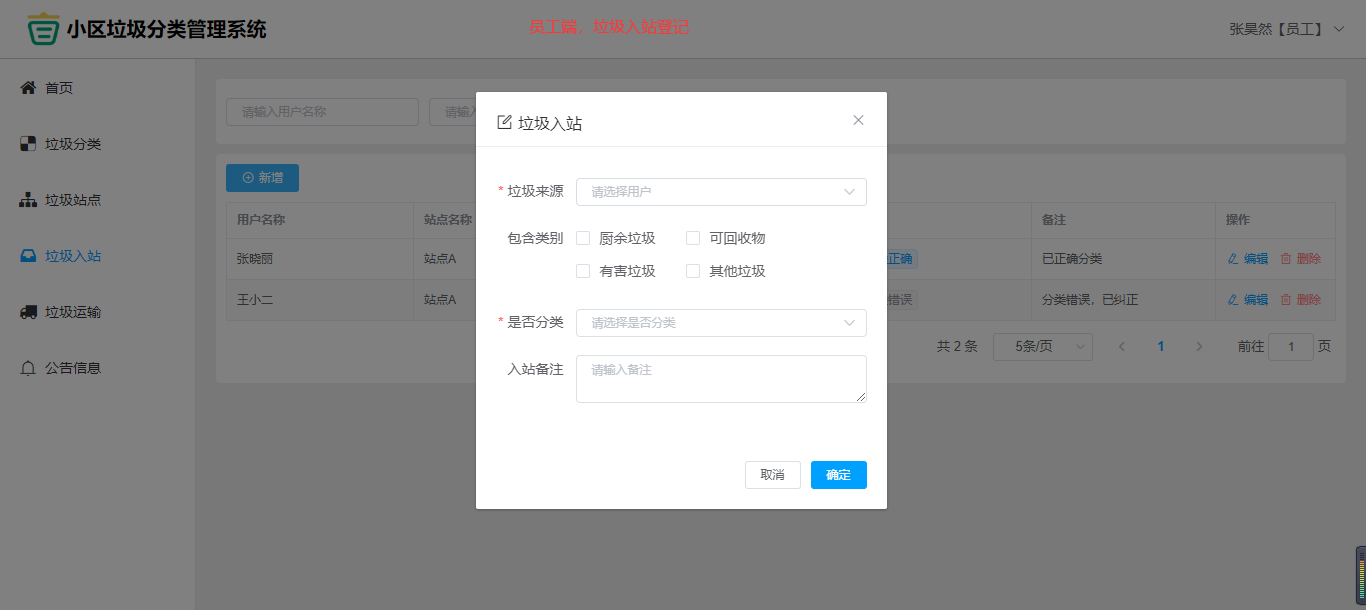 小区垃圾分类管理系统
员工端，垃圾入站登记
张昊然【员工】
首页
垃圾分类
垃圾站点
垃圾入站
垃圾运输
公告信息
请输入用户名称
请输
新增
用户名称 站点名称 备注 操作
张晓丽 站点A 正确 已正确分类 编辑 删除
王小二 站点A 错误 分类错误，已纠正 编辑 删除
共 2 条 5条/页 1 前往 1 页
垃圾入站
* 垃圾来源 请选择用户
包含类别 厨余垃圾 可回收物
有害垃圾 其他垃圾
* 是否分类 请选择是否分类
入站备注 请输入备注
取消 确定